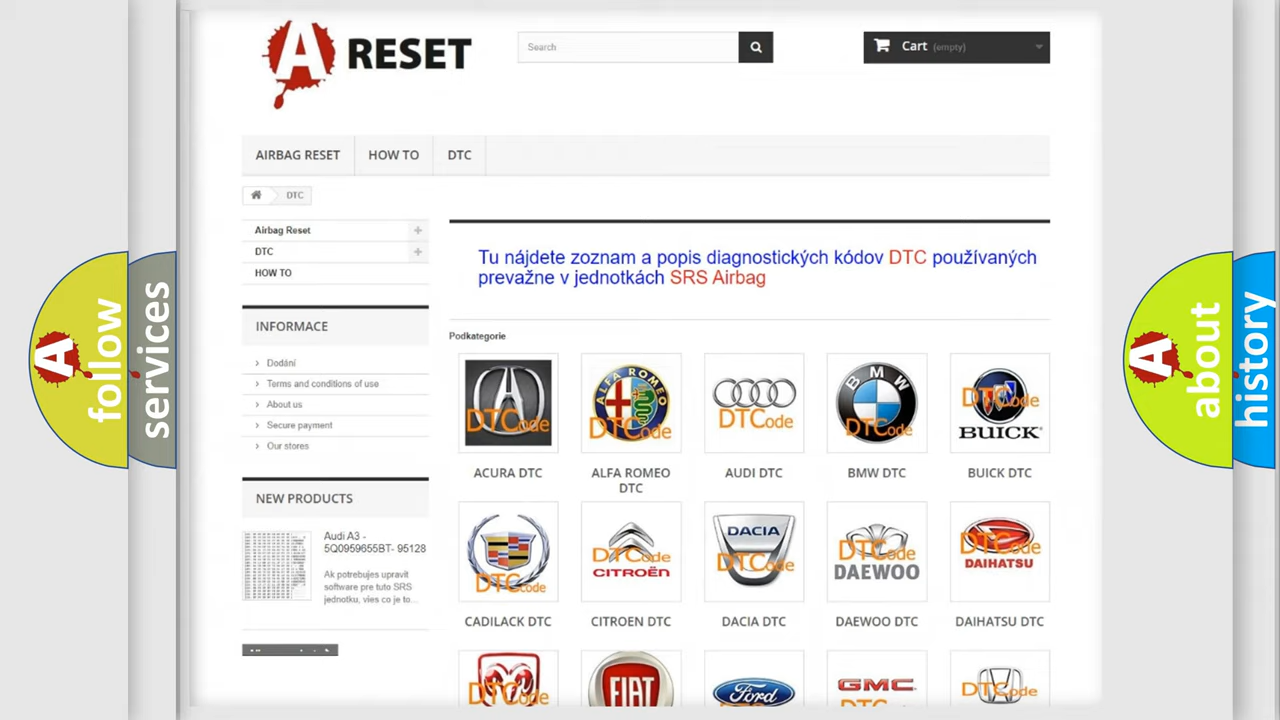 A RESET
Search
Cart (empty)
AIRBAG RESET
HOW TO
DTC
DTC
Airbag Reset
DTC
HOW TO
Tu nájdete zoznam a popis diagnostických kódov DTC používaných
prevažne v jednotkách SRS Airbag
INFORMACE
Dodání
Terms and conditions of use
About us
Secure payment
Our stores
Podkategorie
DTCode
ALFA ROMEO
DTCode
DTCode
BMW
DTCode
DTCode
BUICK
ACURA DTC
ALFA ROMEO
DTC
AUDI DTC
BMW DTC
BUICK DTC
NEW PRODUCTS
Audi A3 -
5Q0959655BT- 95128
Ak potrebujes upravit
software pre tuto SRS
jednotku, vies co je to...
DTCode
DTCode
CITROËN
DACIA
DTCode
DTCode
DAEWOO
DTCode
DAIHATSU
CADILACK DTC
CITROEN DTC
DACIA DTC
DAEWOO DTC
DAIHATSU DTC
DTCode
FIAT
Ford
GMC
DTCode
A follow
services
A about
history